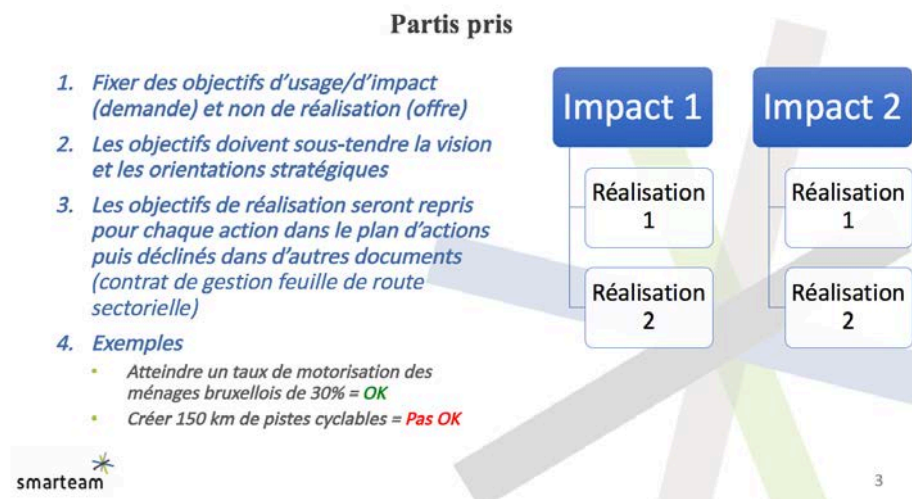 Partis pris
1. Fixer des objectifs d'usage/d'impact
(demande) et non de réalisation (offre)
2. Les objectifs doivent sous-tendre la vision
et les orientations stratégiques
3. Les objectifs de réalisation seront repris
pour chaque action dans le plan d'actions
puis déclinés dans d'autres documents
(contrat de gestion feuille de route
sectorielle)
4. Exemples
• Atteindre un taux de motorisation des
ménages bruxellois de 30% = OK
• Créer 150 km de pistes cyclables = Pas OK
Impact 1
Réalisation
1
Réalisation
2
Impact 2
Réalisation
1
Réalisation
2
smarteam
3